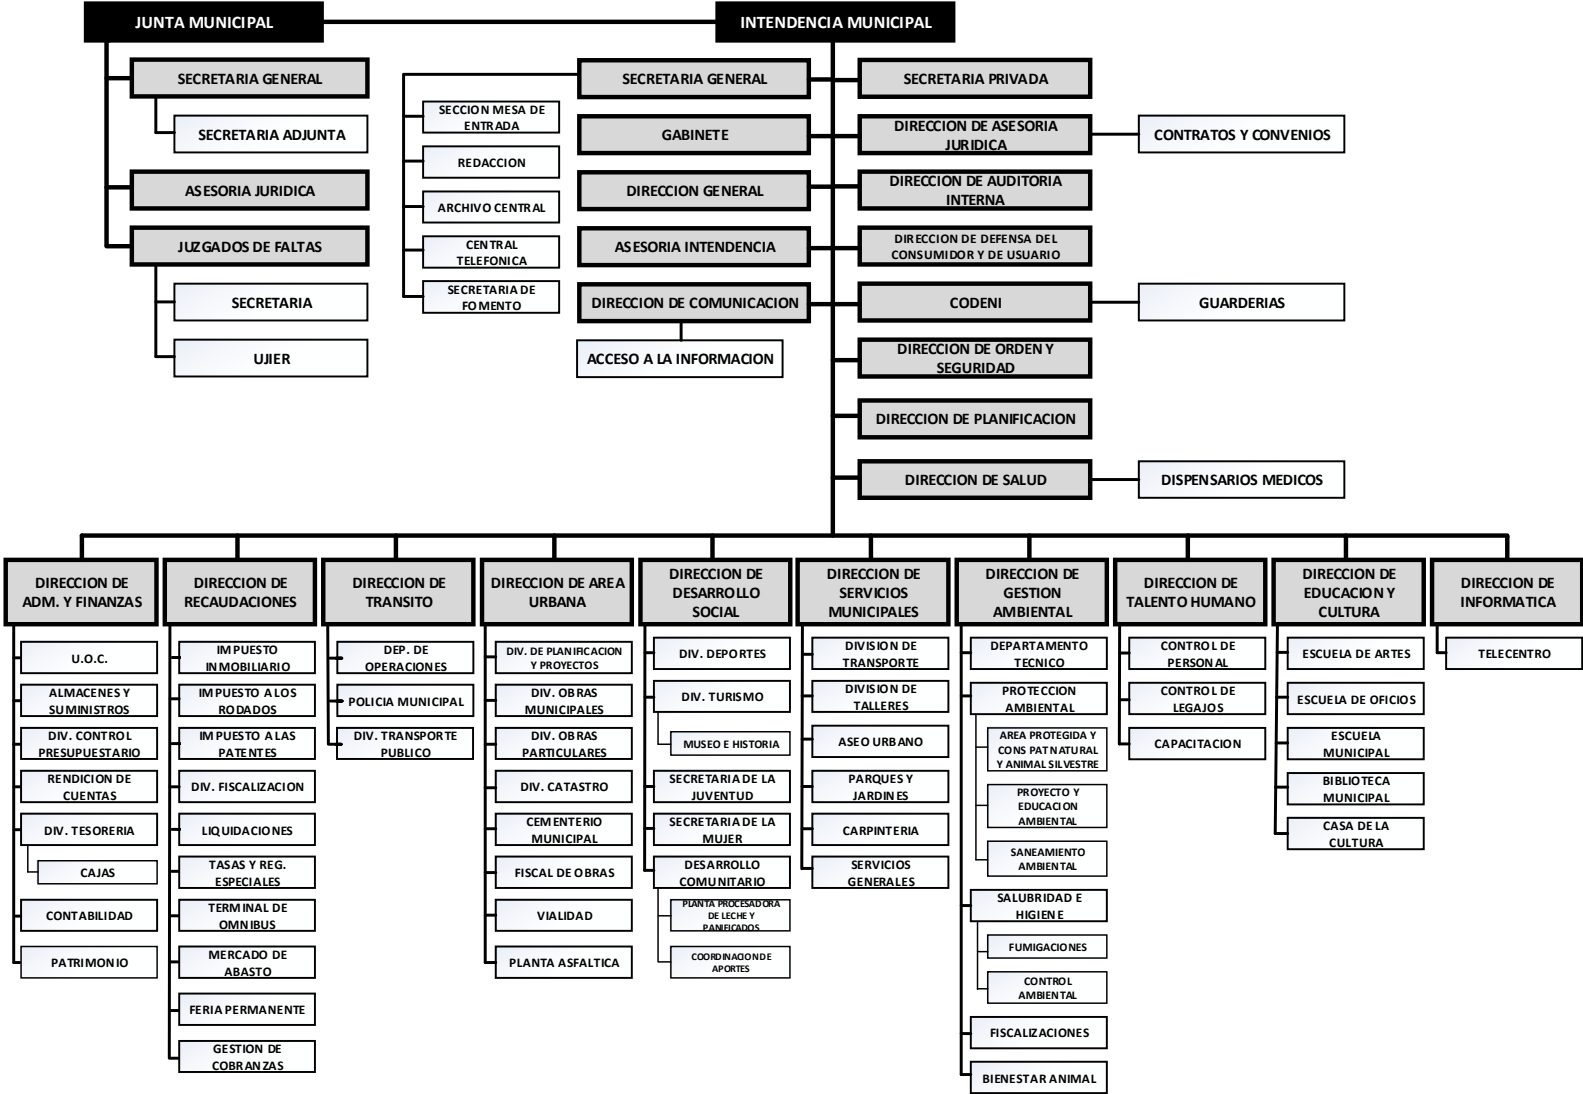 JUNTA MUNICIPAL
INTENDENCIA MUNICIPAL
SECRETARIA GENERAL
SECRETARIA ADJUNTA
ASESORIA JURIDICA
JUZGADOS DE FALTAS
SECRETARIA
UJIER
SECRETARIA GENERAL
SECCION MESA DE
ENTRADA
REDACCION
ARCHIVO CENTRAL
CENTRAL
TELEFONICA
SECRETARIA DE
FOMENTO
GABINETE
DIRECCION GENERAL
ASESORIA INTENDENCIA
DIRECCION DE COMUNICACION
ACCESO A LA INFORMACION
SECRETARIA PRIVADA
DIRECCION DE ASESORIA
JURIDICA
CONTRATOS Y CONVENIOS
DIRECCION DE AUDITORIA
INTERNA
DIRECCION DE DEFENSA DEL
CONSUMIDOR Y DE USUARIO
CODENI
GUARDERIAS
DIRECCION DE ORDEN Y
SEGURIDAD
DIRECCION DE PLANIFICACION
DIRECCION DE SALUD
DISPENSARIOS MEDICOS
DIRECCION DE
ADM. Y FINANZAS
U.O.C.
ALMACENES Y
SUMINISTROS
DIV. CONTROL
PRESUPUESTARIO
RENDICION DE
CUENTAS
DIV. TESORERIA
CAJAS
CONTABILIDAD
PATRIMONIO
DIRECCION DE
RECAUDACIONES
IMPUESTO
INMOBILIARIO
IMPUESTO A LOS
RODADOS
IMPUESTO A LAS
PATENTES
DIV. FISCALIZACION
LIQUIDACIONES
TASAS Y REG.
ESPECIALES
TERMINAL DE
OMNIBUS
MERCADO DE
ABASTO
FERIA PERMANENTE
GESTION DE
COBRANZAS
DIRECCION DE
TRANSITO
DEP. DE
OPERACIONES
POLICIA MUNICIPAL
DIV. TRANSPORTE
PUBLICO
DIRECCION DE AREA
URBANA
DIV. DE PLANIFICACION
Y PROYECTOS
DIV. OBRAS
MUNICIPALES
DIV. OBRAS
PARTICULARES
DIV. CATASTRO
CEMENTERIO
MUNICIPAL
FISCAL DE OBRAS
VIALIDAD
PLANTA ASFALTICA
DIRECCION DE
DESARROLLO
SOCIAL
DIV. DEPORTES
DIV. TURISMO
MUSEO E HISTORIA
SECRETARIA DE LA
JUVENTUD
SECRETARIA DE LA
MUJER
DESARROLLO
COMUNITARIO
PLANTA PROCESADORA
DE LECHE Y
PANIFICADOS
COORDINACION DE
APORTES
DIRECCION DE
SERVICIOS
MUNICIPALES
DIVISION DE
TRANSPORTE
DIVISION DE
TALLERES
ASEO URBANO
PARQUES Y
JARDINES
CARPINTERIA
SERVICIOS
GENERALES
DIRECCION DE
GESTION
AMBIENTAL
DEPARTAMENTO
TECNICO
PROTECCION
AMBIENTAL
AREA PROTEGIDA Y
CONS PAT NATURAL
Y ANIMAL SILVESTRE
PROYECTO Y
EDUCACION
AMBIENTAL
SANEAMIENTO
AMBIENTAL
SALUBRIDAD E
HIGIENE
FUMIGACIONES
CONTROL
AMBIENTAL
FISCALIZACIONES
BIENESTAR ANIMAL
DIRECCION DE
TALENTO HUMANO
CONTROL DE
PERSONAL
CONTROL DE
LEGAJOS
CAPACITACION
DIRECCION DE
EDUCACION Y
CULTURA
ESCUELA DE ARTES
ESCUELA DE OFICIOS
ESCUELA
MUNICIPAL
BIBLIOTECA
MUNICIPAL
CASA DE LA
CULTURA
DIRECCION DE
INFORMATICA
TELECENTRO